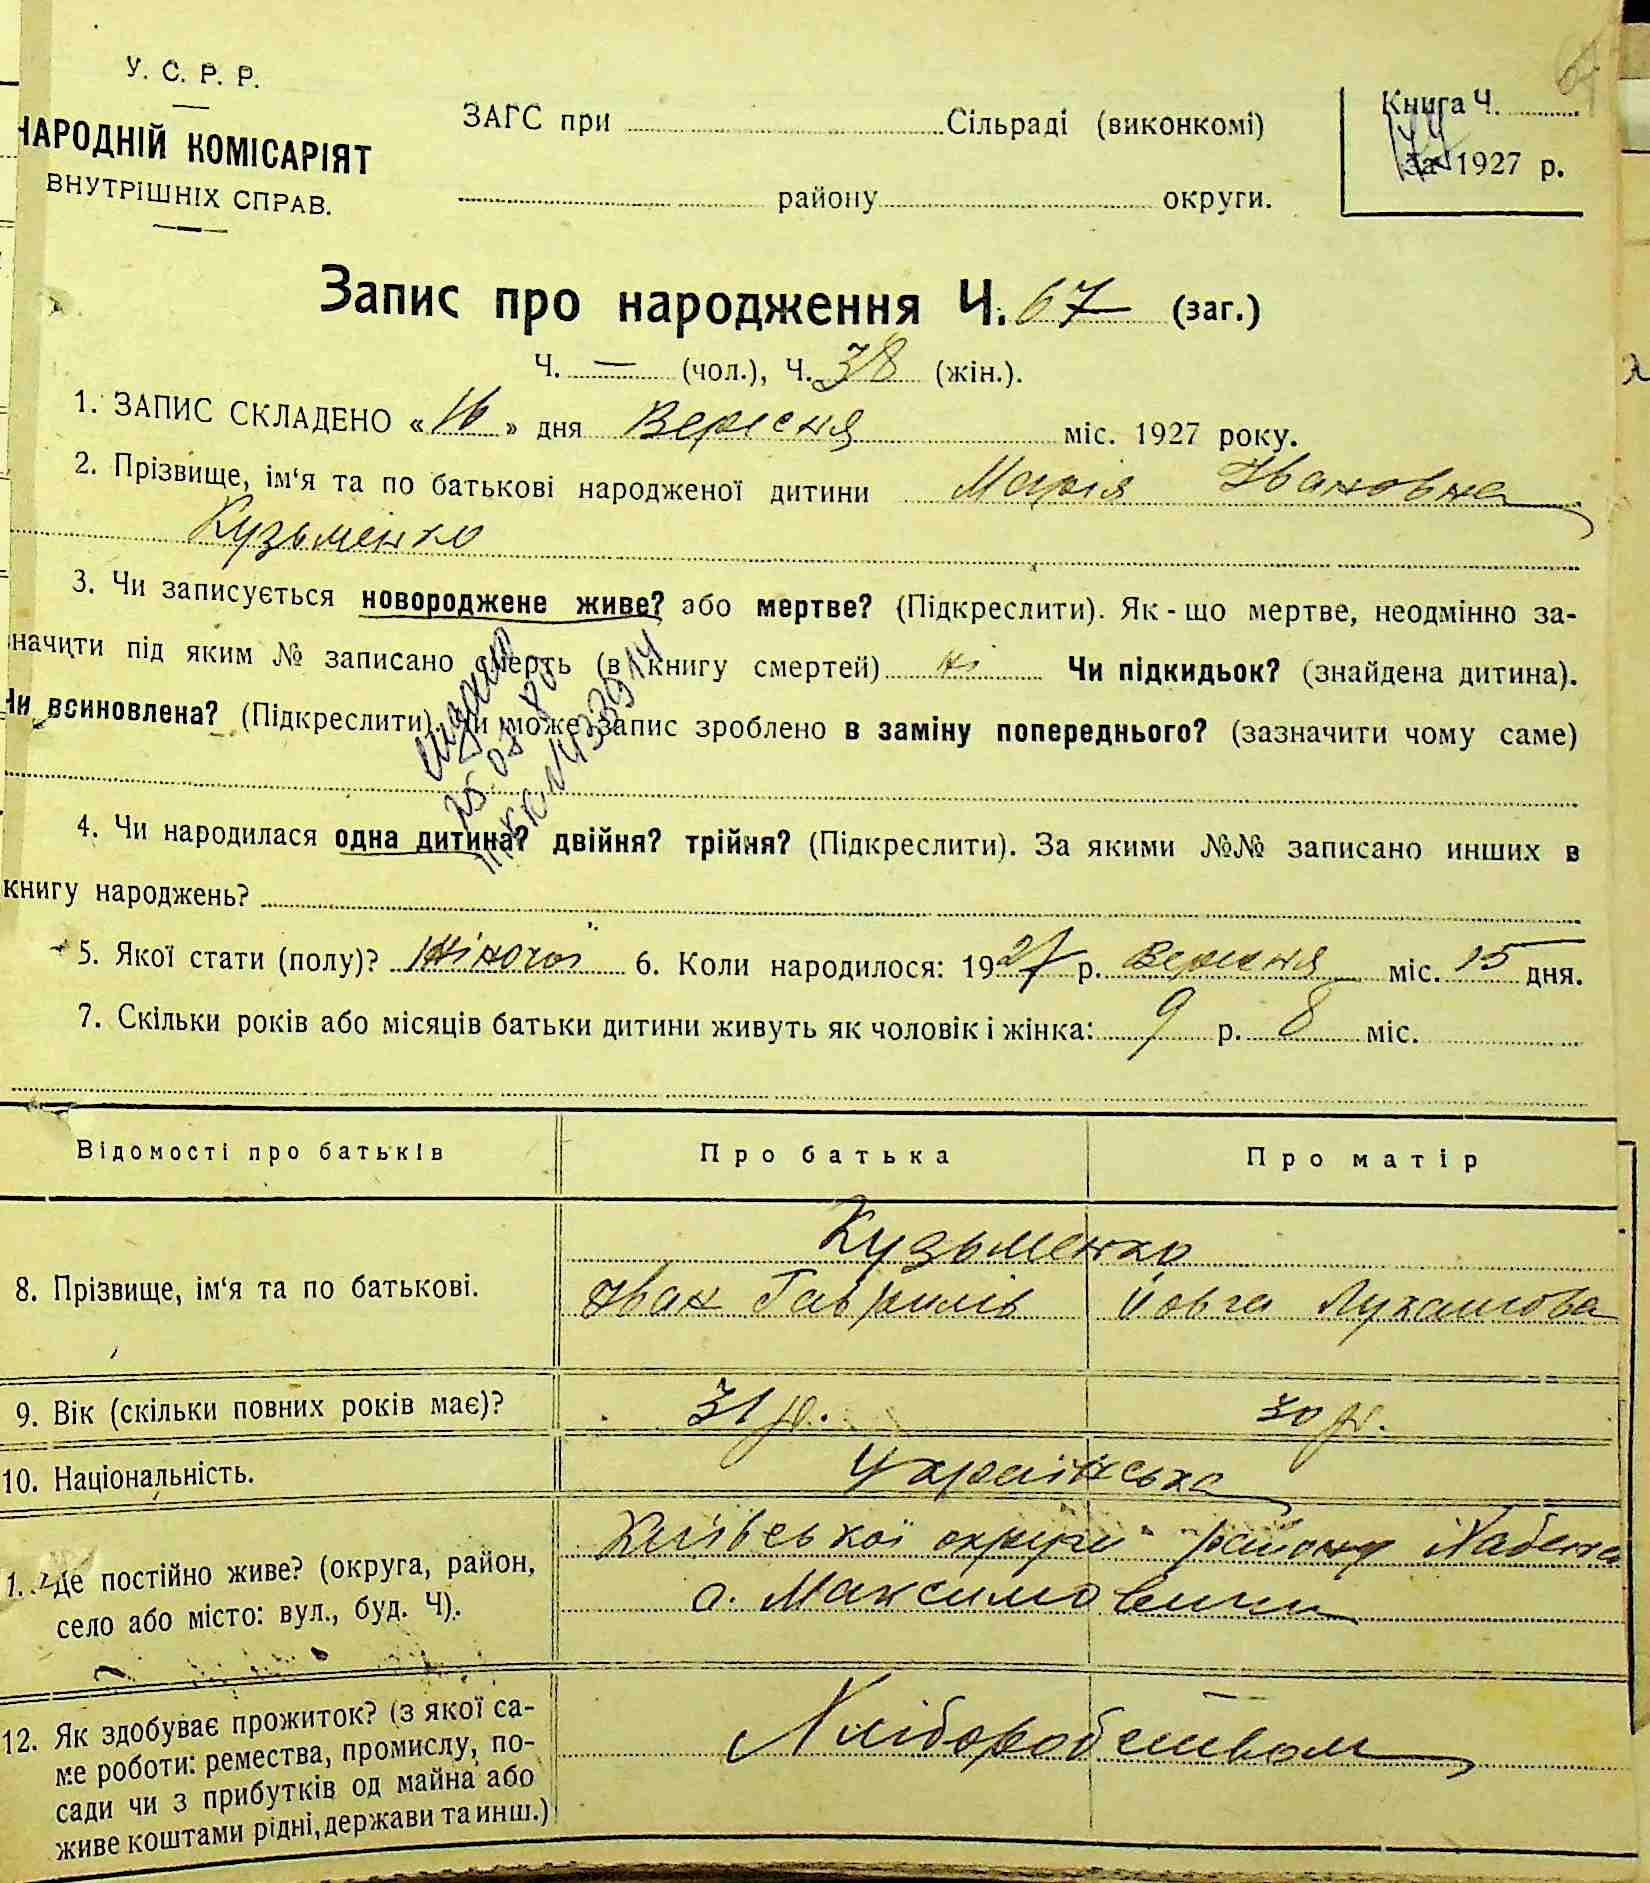 У. С. Р. Р.
НАРОДНІЙ КОМІСАРІЯТ
ВНУТРІШНІХ СПРАВ.
ЗАГС при Сільраді (виконкомі)
району округи.
Книга Ч.
за 1927 р.
Запис про народження Ч. 67 (заг.)
Ч. — (чол.), Ч. 38 (жін.).
1. ЗАПИС СКЛАДЕНО «16» дня Вересня міс. 1927 року.
2. Прізвище, ім'я та по батькові народженої дитини Марія Івановна
Кузьменко
3. Чи записується новороджене живе? або мертве? (Підкреслити). Як-що мертве, неодмінно за-
значити під яким № записано смерть (в книгу смертей) ні Чи підкидьок? (знайдена дитина).
Чи всиновлена? (Підкреслити). Чи може запис зроблено в заміну попереднього? (зазначити чому саме)
4. Чи народилася одна дитина? двійня? трійня? (Підкреслити). За якими №№ записано инших в
книгу народжень?
5. Якої стати (полу)? Жіночої 6. Коли народилося: 1927 р. Вересня міс. 15 дня.
7. Скільки років або місяців батьки дитини живуть як чоловік і жінка: 9 р. 8 міс.
Відомості про батьків Про батька Про матір
Кузьменко
8. Прізвище, ім'я та по батькові. Іван Гаврилів
9. Вік (скільки повних років має)? 31 р. 30 р.
10. Національність. Українська
Київської округи району
1. Де постійно живе? (округа, район,
село або місто: вул., буд. Ч). с. Максимовичи
12. Як здобуває прожиток? (з якої са-
ме роботи: ремества, промислу, по-
сади чи з прибутків од майна або
живе коштами рідні, держави та инш.)
Хліборобством